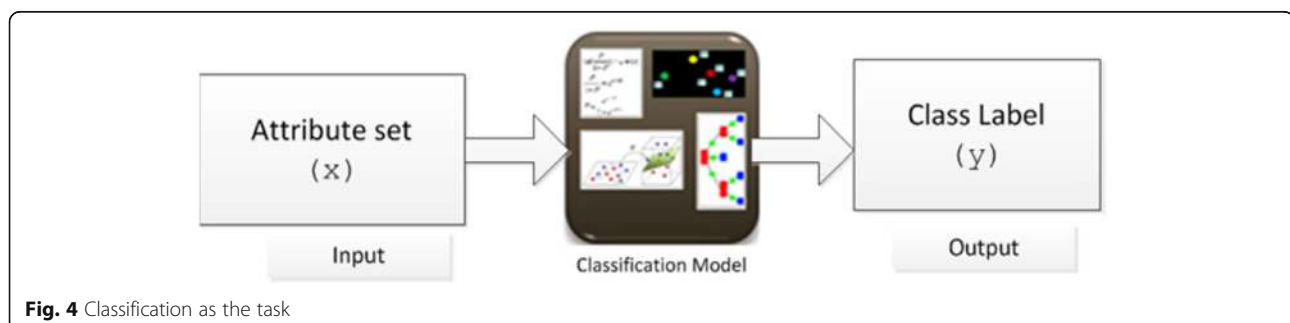 Attribute set
(x)
Input
Classification Model
Class Label
(y)
Output
Fig. 4 Classification as the task